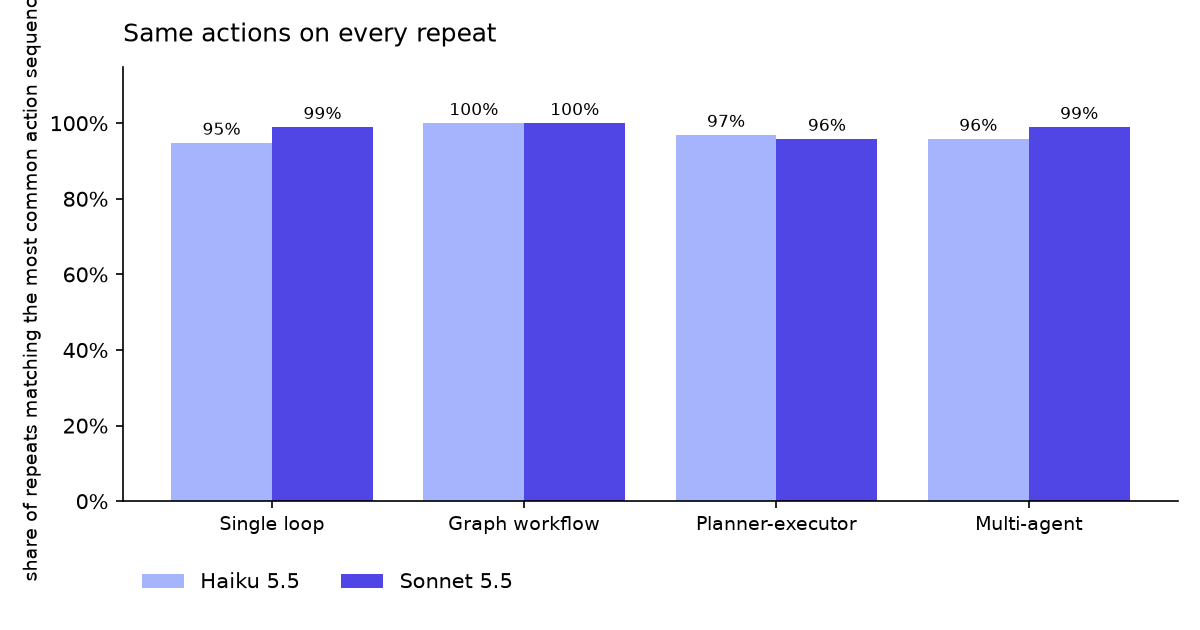 Same actions on every repeat
share of repeats matching the most common action sequenc
100%
80%
60%
40%
20%
0%
95%
99%
100%
100%
97%
96%
96%
99%
Single loop
Graph workflow
Planner-executor
Multi-agent
Haiku 5.5
Sonnet 5.5